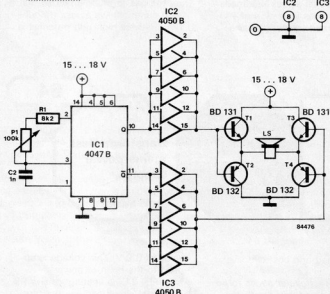 IC2
4050 B
IC2
IC3
8
8
0
15 ... 18 V
+
R1
8k2
P1
100k
C2
1n
14 4 5 6
2
3
1
IC1
4047 B
Q 10
Q 11
7 8 9 12
3 2
5 4
7 6
9 10
11 12
14 15
3 2
5 4
7 6
9 10
11 12
14 15
IC3
4050 B
15 ... 18 V
+
BD 131
T1
T3
BD 131
LS
T2
T4
BD 132
BD 132
84476